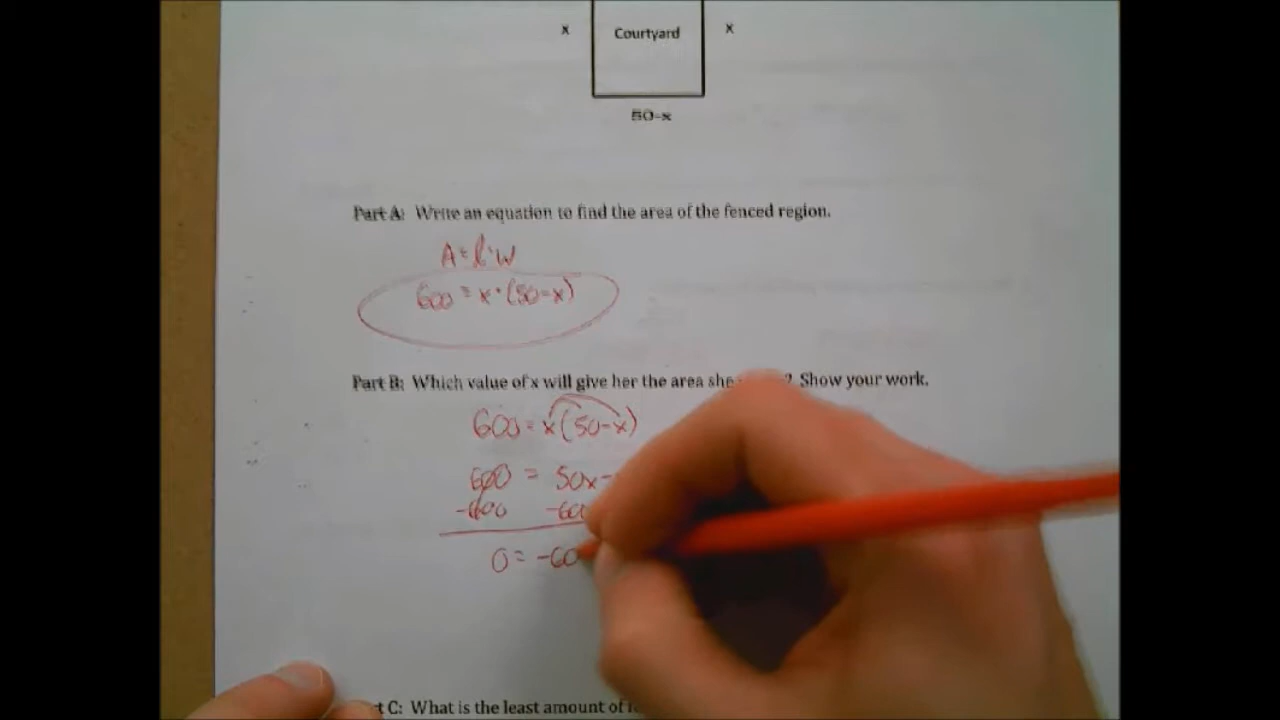 x Courtyard x
50-x
Part A: Write an equation to find the area of the fenced region.
A = l·w
600 = x·(50-x)
Part B: Which value of x will give her the area she ? Show your work.
600 = x(50-x)
600 = 50x-
-600 -60
0 = -60
C: What is the least amount of